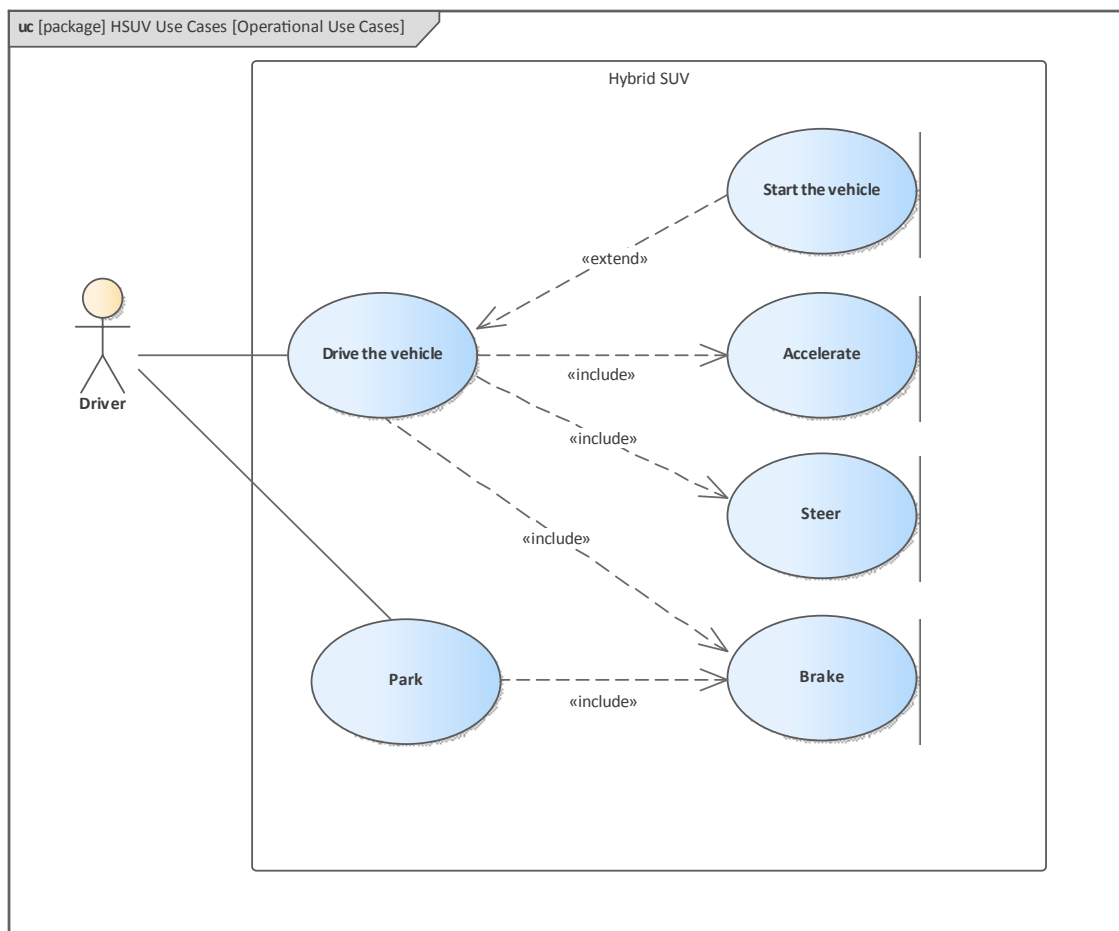 uc [package] HSUV Use Cases [Operational Use Cases]
Hybrid SUV
Start the vehicle
«extend»
Drive the vehicle
Accelerate
«include»
Driver
«include»
Steer
«include»
Park
Brake
«include»